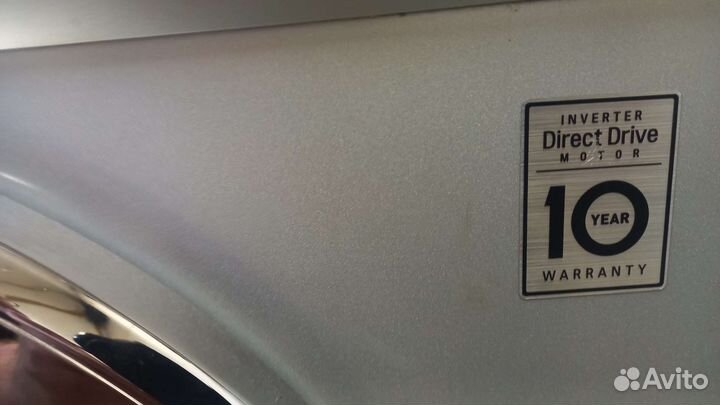 INVERTER
Direct Drive
MOTOR
10 YEAR
WARRANTY
Avito